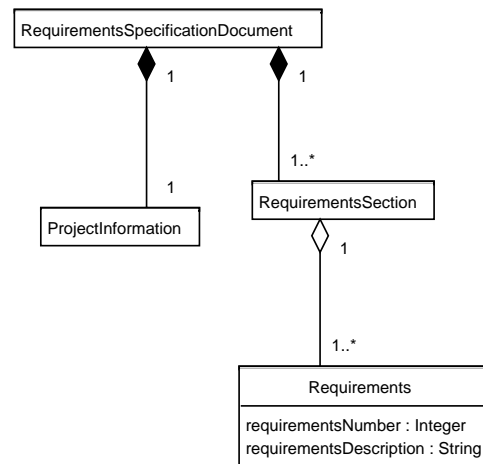 RequirementsSpecificationDocument
1
1
1
1..*
ProjectInformation
RequirementsSection
1
1..*
Requirements
requirementsNumber : Integer
requirementsDescription : String